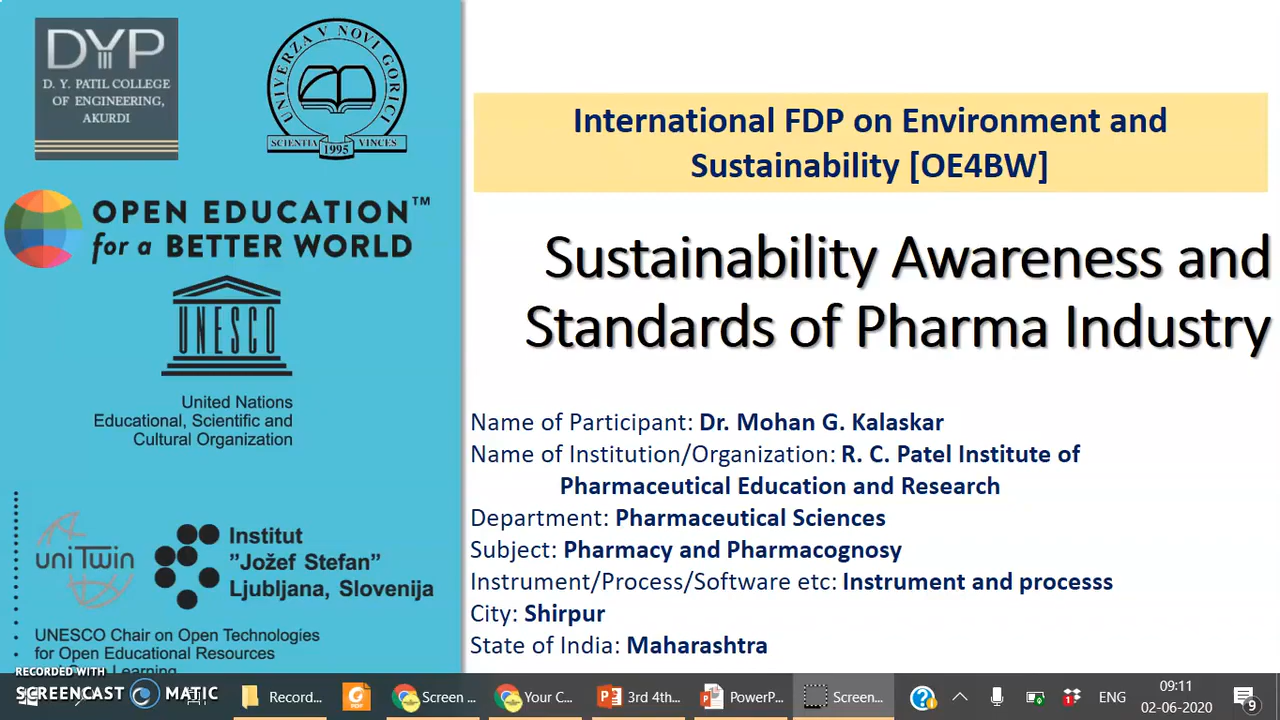 DYP
D. Y. PATIL COLLEGE
OF ENGINEERING,
AKURDI
UNIVERZA V NOVI GORICI
SCIENTIA VINCES
1995
OPEN EDUCATION™
for a BETTER WORLD
UNESCO
United Nations
Educational, Scientific and
Cultural Organization
uniTwin
Institut
"Jožef Stefan"
Ljubljana, Slovenija
UNESCO Chair on Open Technologies
for Open Educational Resources
Learning
International FDP on Environment and
Sustainability [OE4BW]
Sustainability Awareness and
Standards of Pharma Industry
Name of Participant: Dr. Mohan G. Kalaskar
Name of Institution/Organization: R. C. Patel Institute of
Pharmaceutical Education and Research
Department: Pharmaceutical Sciences
Subject: Pharmacy and Pharmacognosy
Instrument/Process/Software etc: Instrument and processs
City: Shirpur
State of India: Maharashtra
RECORDED WITH
SCREENCAST MATIC
Record...
Screen ...
Your C...
3rd 4th...
PowerP...
Screen...
ENG
09:11
02-06-2020
9